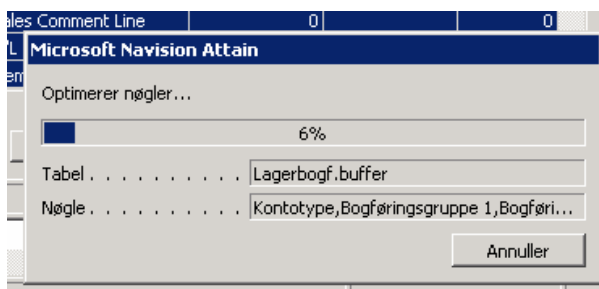 ales Comment Line 0 0
Microsoft Navision Attain
Optimerer nøgler...
6%
Tabel . . . . . . . . . . Lagerbogf.buffer
Nøgle . . . . . . . . . . Kontotype,Bogføringsgruppe 1,Bogføri...
Annuller